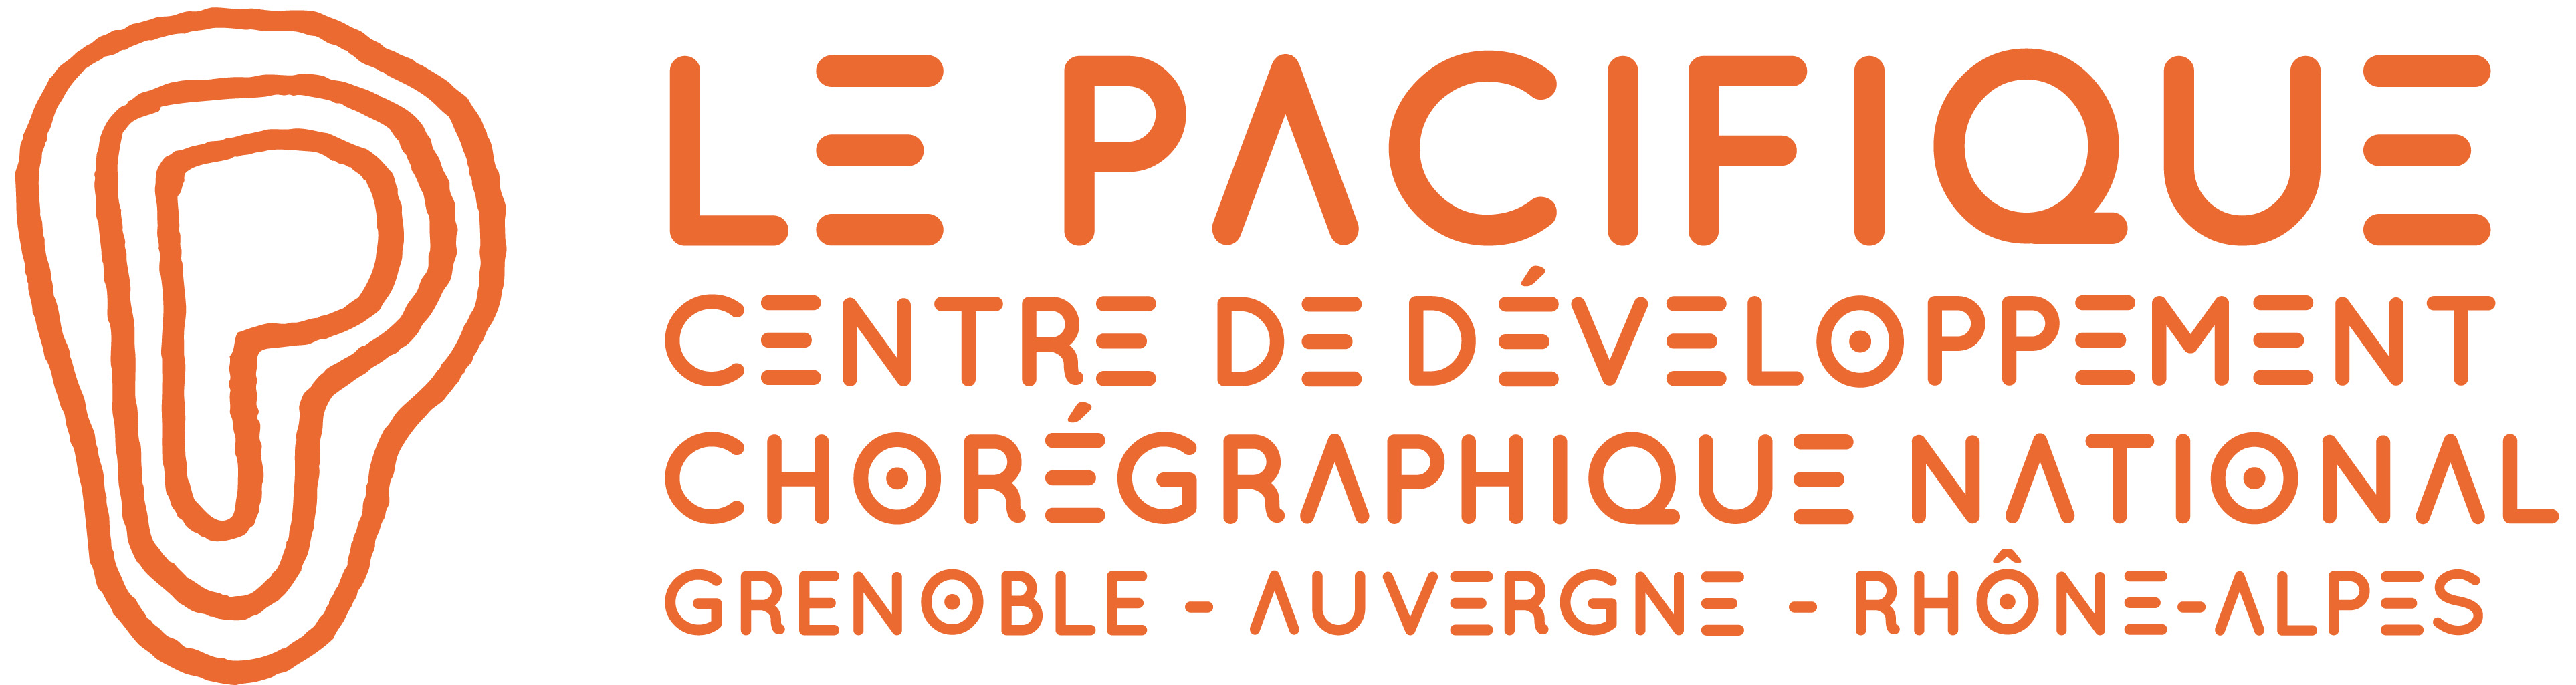 LE PACIFIQUE
CENTRE DE DÉVELOPPEMENT
CHORÉGRAPHIQUE NATIONAL
GRENOBLE - AUVERGNE - RHÔNE-ALPES